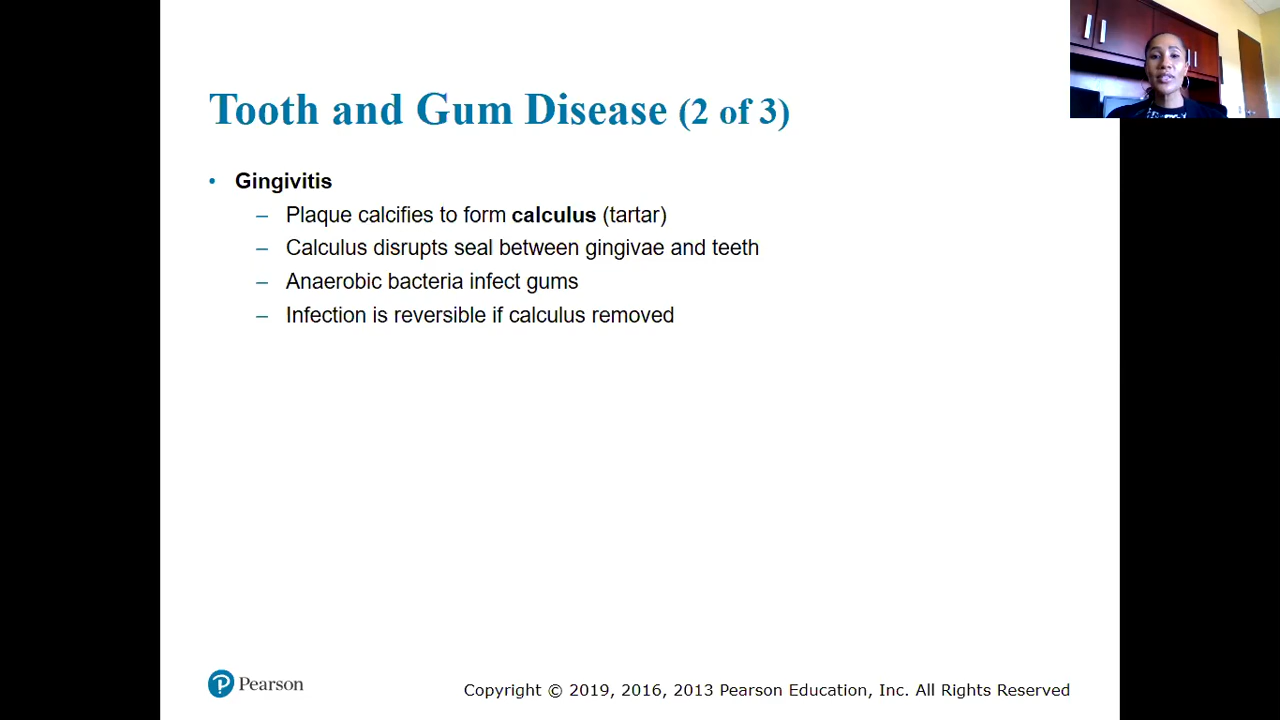 Tooth and Gum Disease (2 of 3)
• Gingivitis
– Plaque calcifies to form calculus (tartar)
– Calculus disrupts seal between gingivae and teeth
– Anaerobic bacteria infect gums
– Infection is reversible if calculus removed
Pearson
Copyright © 2019, 2016, 2013 Pearson Education, Inc. All Rights Reserved